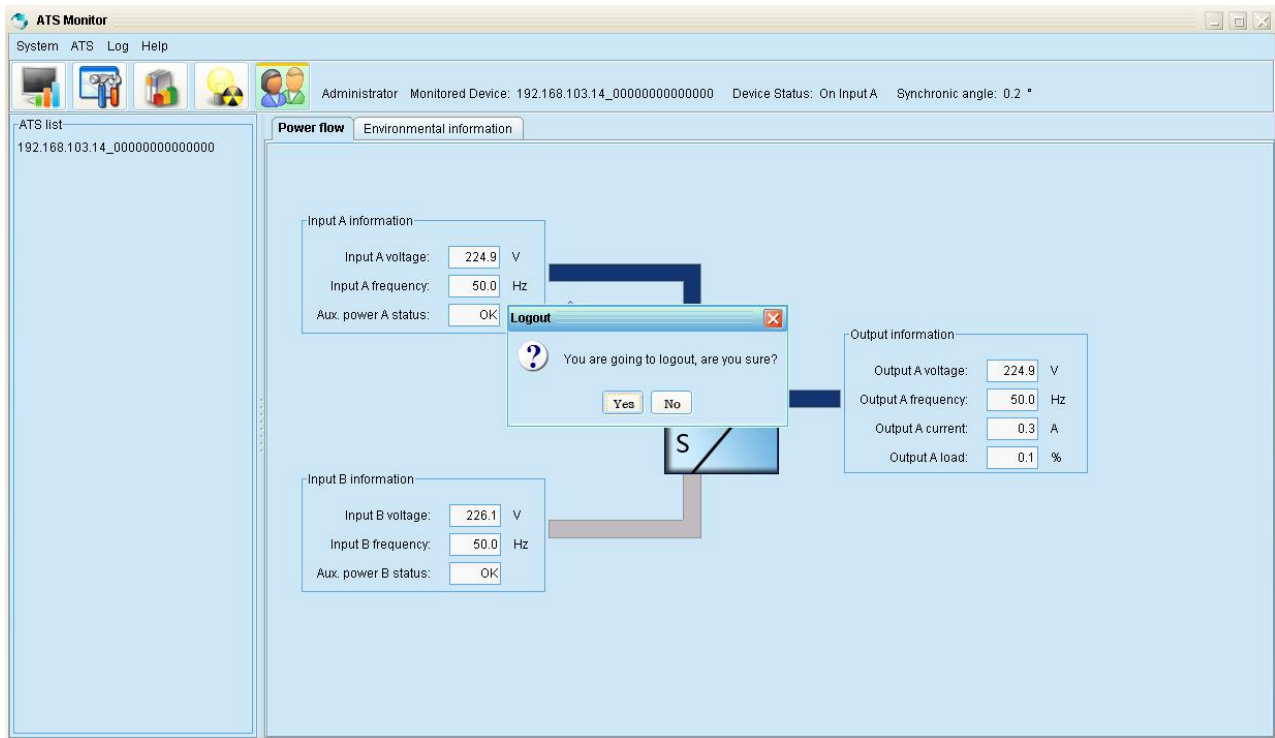 ATS Monitor
System ATS Log Help
Administrator Monitored Device: 192.168.103.14_00000000000000 Device Status: On Input A Synchronic angle: 0.2 °
ATS list
192.168.103.14_00000000000000
Power flow Environmental information
Input A information
Input A voltage: 224.9 V
Input A frequency: 50.0 Hz
Aux. power A status: OK
Logout
You are going to logout, are you sure?
Yes No
Output information
Output A voltage: 224.9 V
Output A frequency: 50.0 Hz
Output A current: 0.3 A
Output A load: 0.1 %
S
Input B information
Input B voltage: 226.1 V
Input B frequency: 50.0 Hz
Aux. power B status: OK